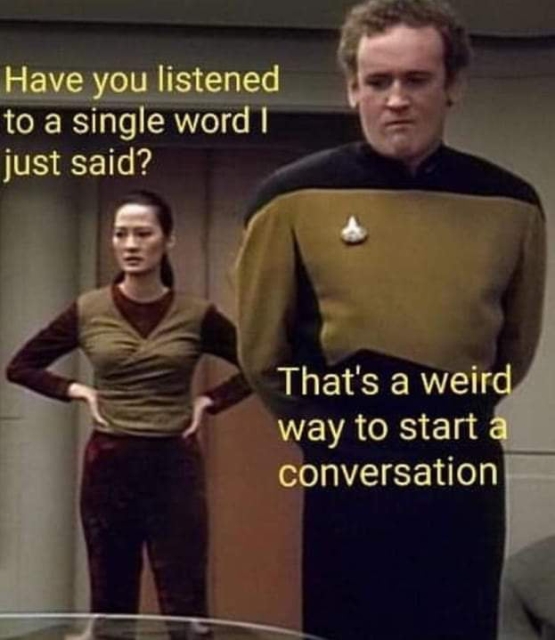 Have you listened
to a single word I
just said?
That's a weird
way to start a
conversation